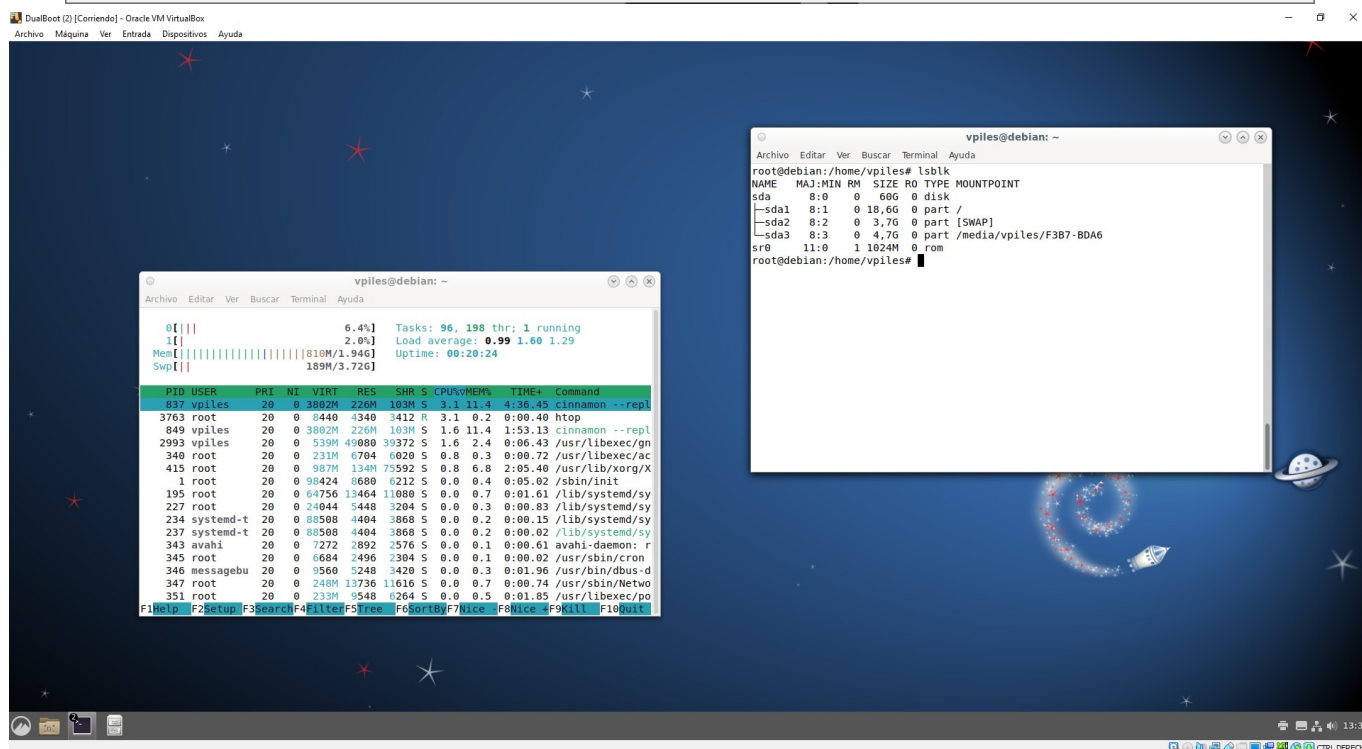 DualBoot (2) [Corriendo] - Oracle VM VirtualBox
Archivo Máquina Ver Entrada Dispositivos Ayuda
vpiles@debian: ~
Archivo Editar Ver Buscar Terminal Ayuda
root@debian:/home/vpiles# lsblk
NAME MAJ:MIN RM SIZE RO TYPE MOUNTPOINT
sda 8:0 0 60G 0 disk
├─sda1 8:1 0 18,6G 0 part /
├─sda2 8:2 0 3,7G 0 part [SWAP]
└─sda3 8:3 0 4,7G 0 part /media/vpiles/F3B7-BDA6
sr0 11:0 1 1024M 0 rom
root@debian:/home/vpiles#
vpiles@debian: ~
Archivo Editar Ver Buscar Terminal Ayuda
0[||| 6.4%] Tasks: 96, 198 thr; 1 running
1[| 2.0%] Load average: 0.99 1.60 1.29
Mem[||||||||||||||||||||810M/1.94G] Uptime: 00:20:24
Swp[|| 189M/3.72G]
PID USER PRI NI VIRT RES SHR S CPU%▽MEM% TIME+ Command
837 vpiles 20 0 3802M 226M 103M S 3.1 11.4 4:36.45 cinnamon --repl
3763 root 20 0 8440 4340 3412 R 3.1 0.2 0:00.40 htop
849 vpiles 20 0 3802M 226M 103M S 1.6 11.4 1:53.13 cinnamon --repl
2993 vpiles 20 0 539M 49080 39372 S 1.6 2.4 0:06.43 /usr/libexec/gn
340 root 20 0 231M 6704 6020 S 0.8 0.3 0:00.72 /usr/libexec/ac
415 root 20 0 987M 134M 75592 S 0.8 6.8 2:05.40 /usr/lib/xorg/X
1 root 20 0 98424 8680 6212 S 0.0 0.4 0:05.02 /sbin/init
195 root 20 0 64756 13464 11080 S 0.0 0.7 0:01.61 /lib/systemd/sy
227 root 20 0 24044 5448 3204 S 0.0 0.3 0:00.83 /lib/systemd/sy
234 systemd-t 20 0 88508 4404 3868 S 0.0 0.2 0:00.15 /lib/systemd/sy
237 systemd-t 20 0 88508 4404 3868 S 0.0 0.2 0:00.02 /lib/systemd/sy
343 avahi 20 0 7272 2892 2576 S 0.0 0.1 0:00.61 avahi-daemon: r
345 root 20 0 6684 2496 2304 S 0.0 0.1 0:00.02 /usr/sbin/cron
346 messagebu 20 0 9560 5248 3420 S 0.0 0.3 0:01.96 /usr/bin/dbus-d
347 root 20 0 248M 13736 11616 S 0.0 0.7 0:00.74 /usr/sbin/Netwo
351 root 20 0 233M 9548 6264 S 0.0 0.5 0:01.85 /usr/libexec/po
F1Help F2Setup F3SearchF4FilterF5Tree F6SortByF7Nice -F8Nice +F9Kill F10Quit
2
13:3
CTRL DERECH